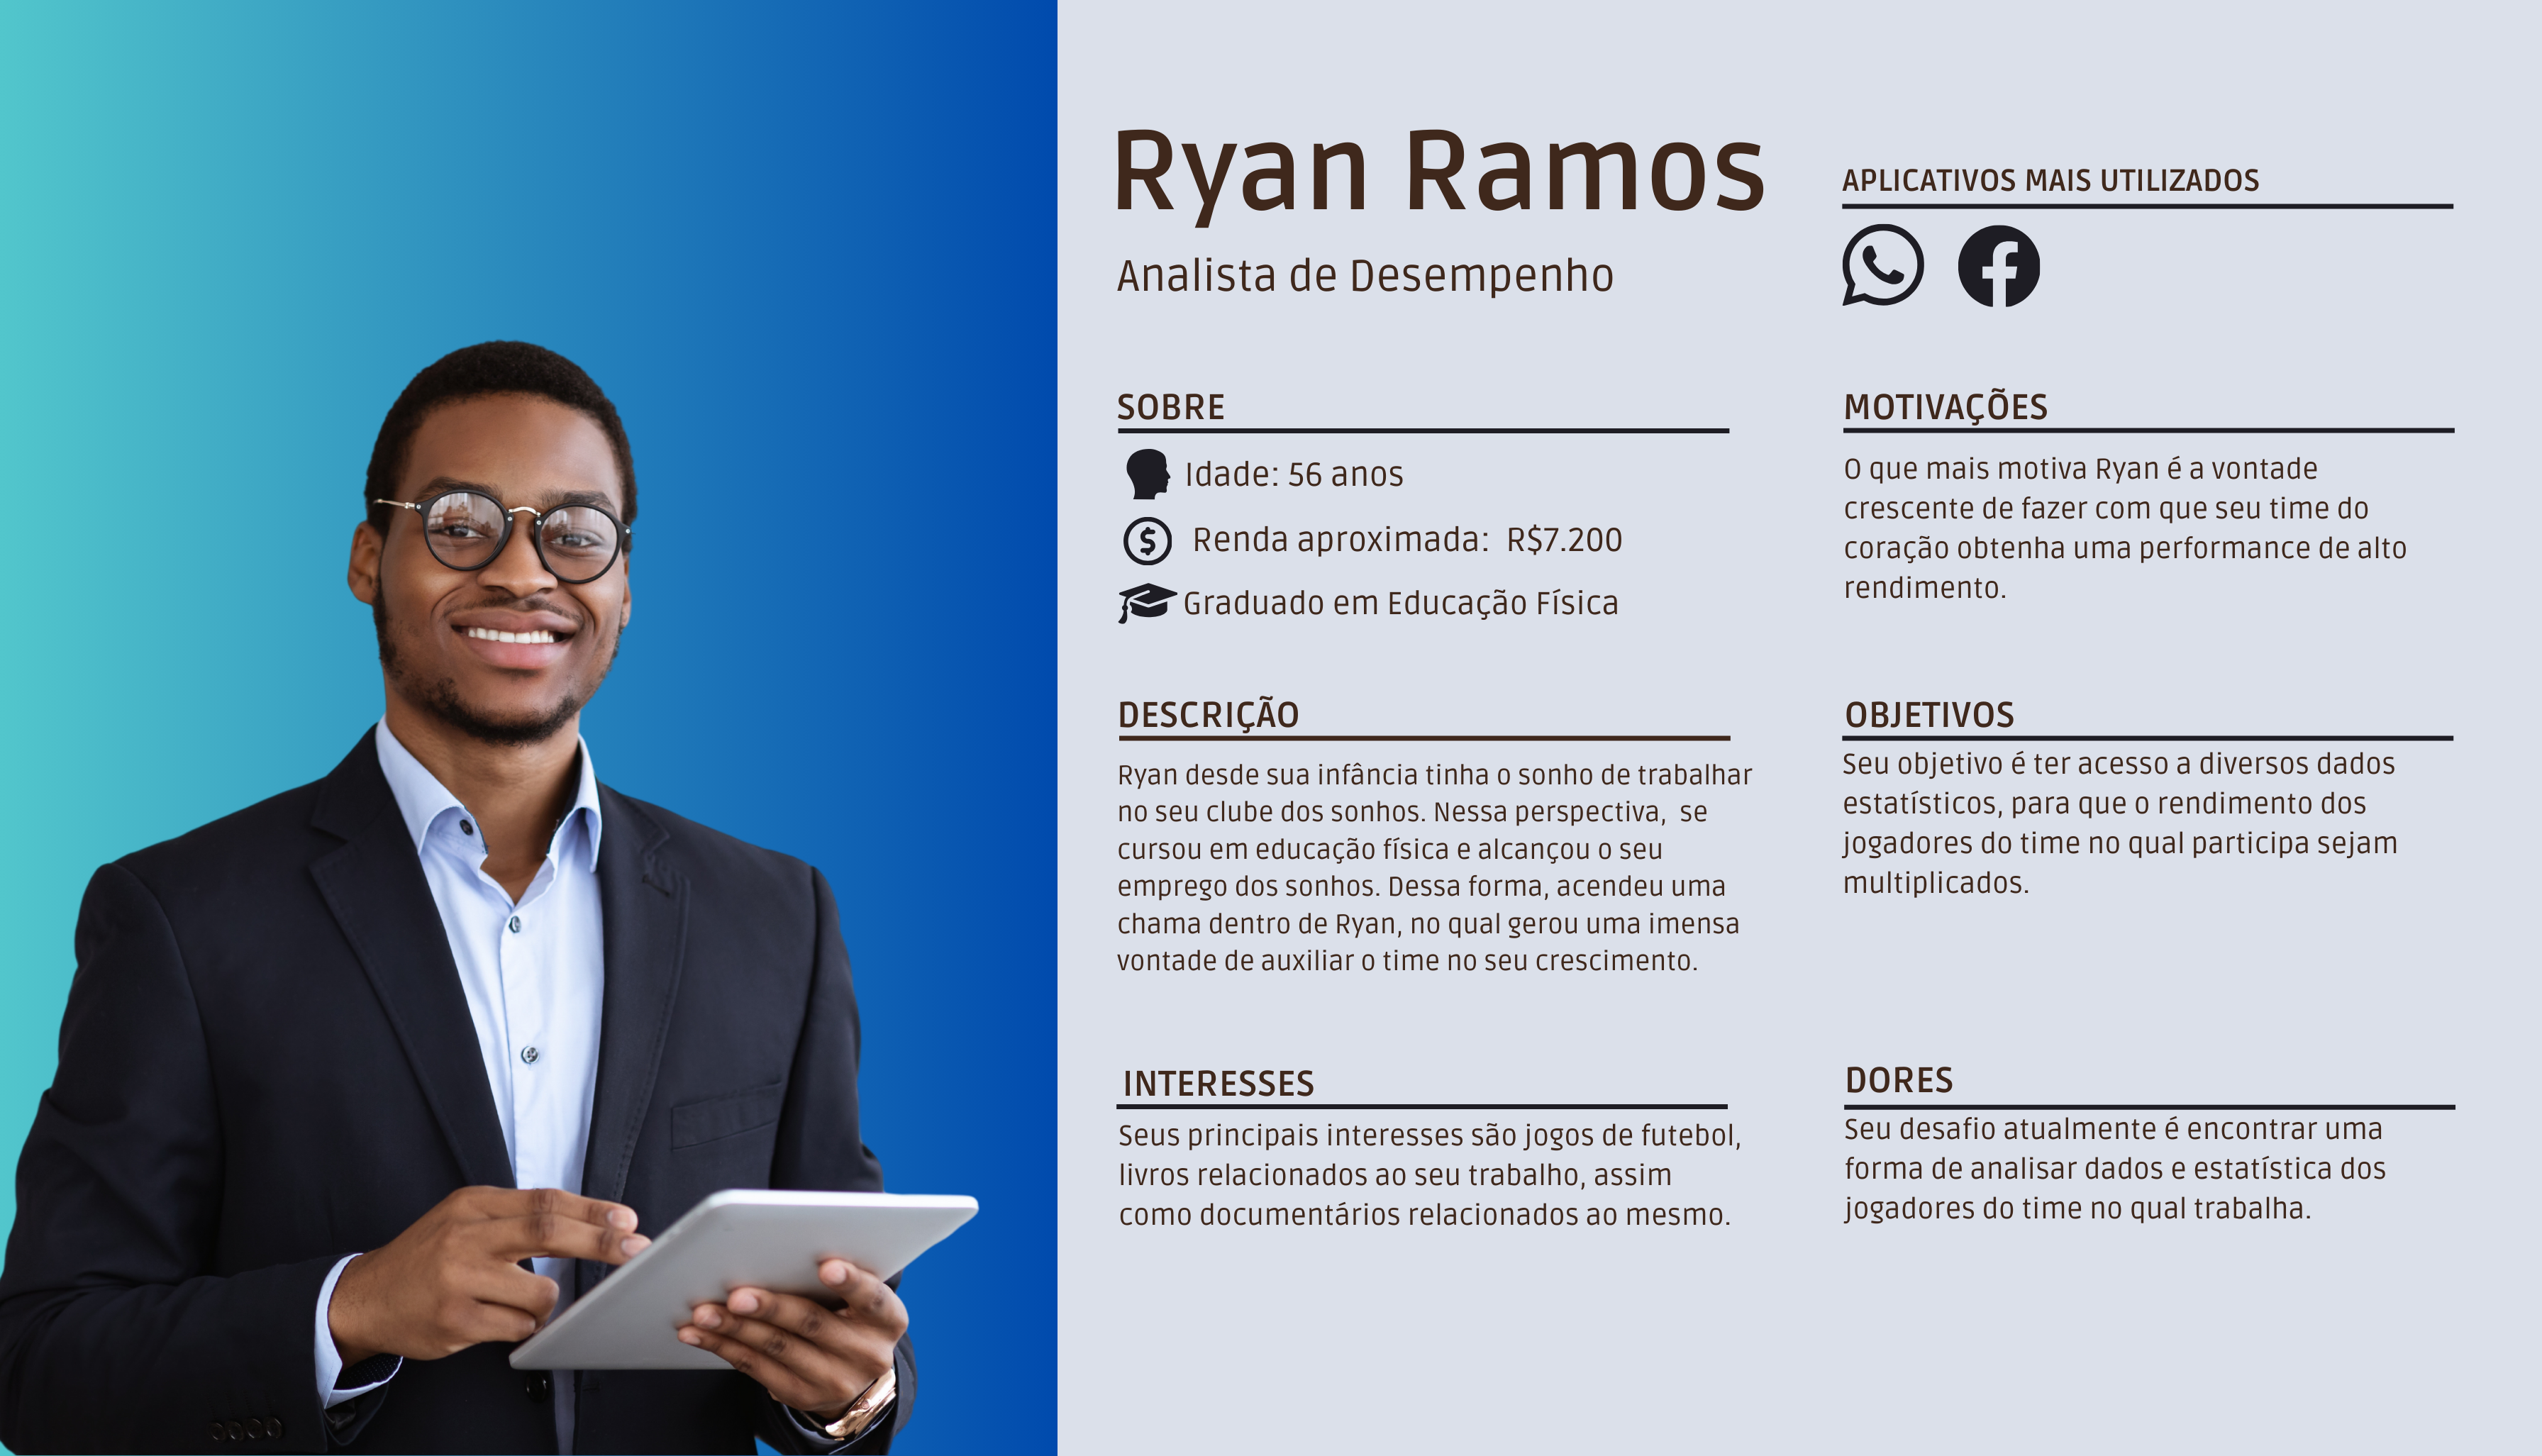 Ryan Ramos
Analista de Desempenho
SOBRE
Idade: 56 anos
Renda aproximada: R$7.200
Graduado em Educação Física
DESCRIÇÃO
Ryan desde sua infância tinha o sonho de trabalhar
no seu clube dos sonhos. Nessa perspectiva, se
cursou em educação física e alcançou o seu
emprego dos sonhos. Dessa forma, acendeu uma
chama dentro de Ryan, no qual gerou uma imensa
vontade de auxiliar o time no seu crescimento.
INTERESSES
Seus principais interesses são jogos de futebol,
livros relacionados ao seu trabalho, assim
como documentários relacionados ao mesmo.
APLICATIVOS MAIS UTILIZADOS
MOTIVAÇÕES
O que mais motiva Ryan é a vontade
crescente de fazer com que seu time do
coração obtenha uma performance de alto
rendimento.
OBJETIVOS
Seu objetivo é ter acesso a diversos dados
estatísticos, para que o rendimento dos
jogadores do time no qual participa sejam
multiplicados.
DORES
Seu desafio atualmente é encontrar uma
forma de analisar dados e estatística dos
jogadores do time no qual trabalha.